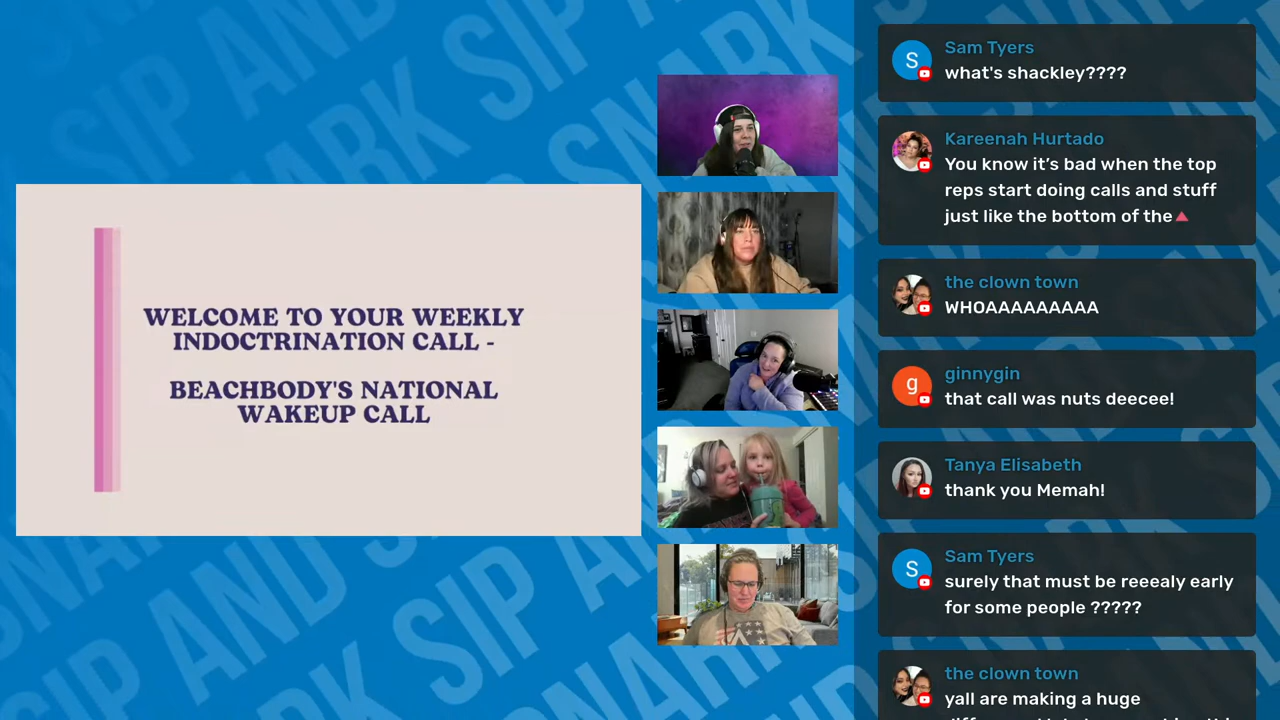 WELCOME TO YOUR WEEKLY
INDOCTRINATION CALL -
BEACHBODY'S NATIONAL
WAKEUP CALL
Sam Tyers
what's shackley????
Kareenah Hurtado
You know it's bad when the top
reps start doing calls and stuff
just like the bottom of the
the clown town
WHOAAAAAAAAA
ginnygin
that call was nuts deecee!
Tanya Elisabeth
thank you Memah!
Sam Tyers
surely that must be reeealy early
for some people ?????
the clown town
yall are making a huge
SIP AND SNARK